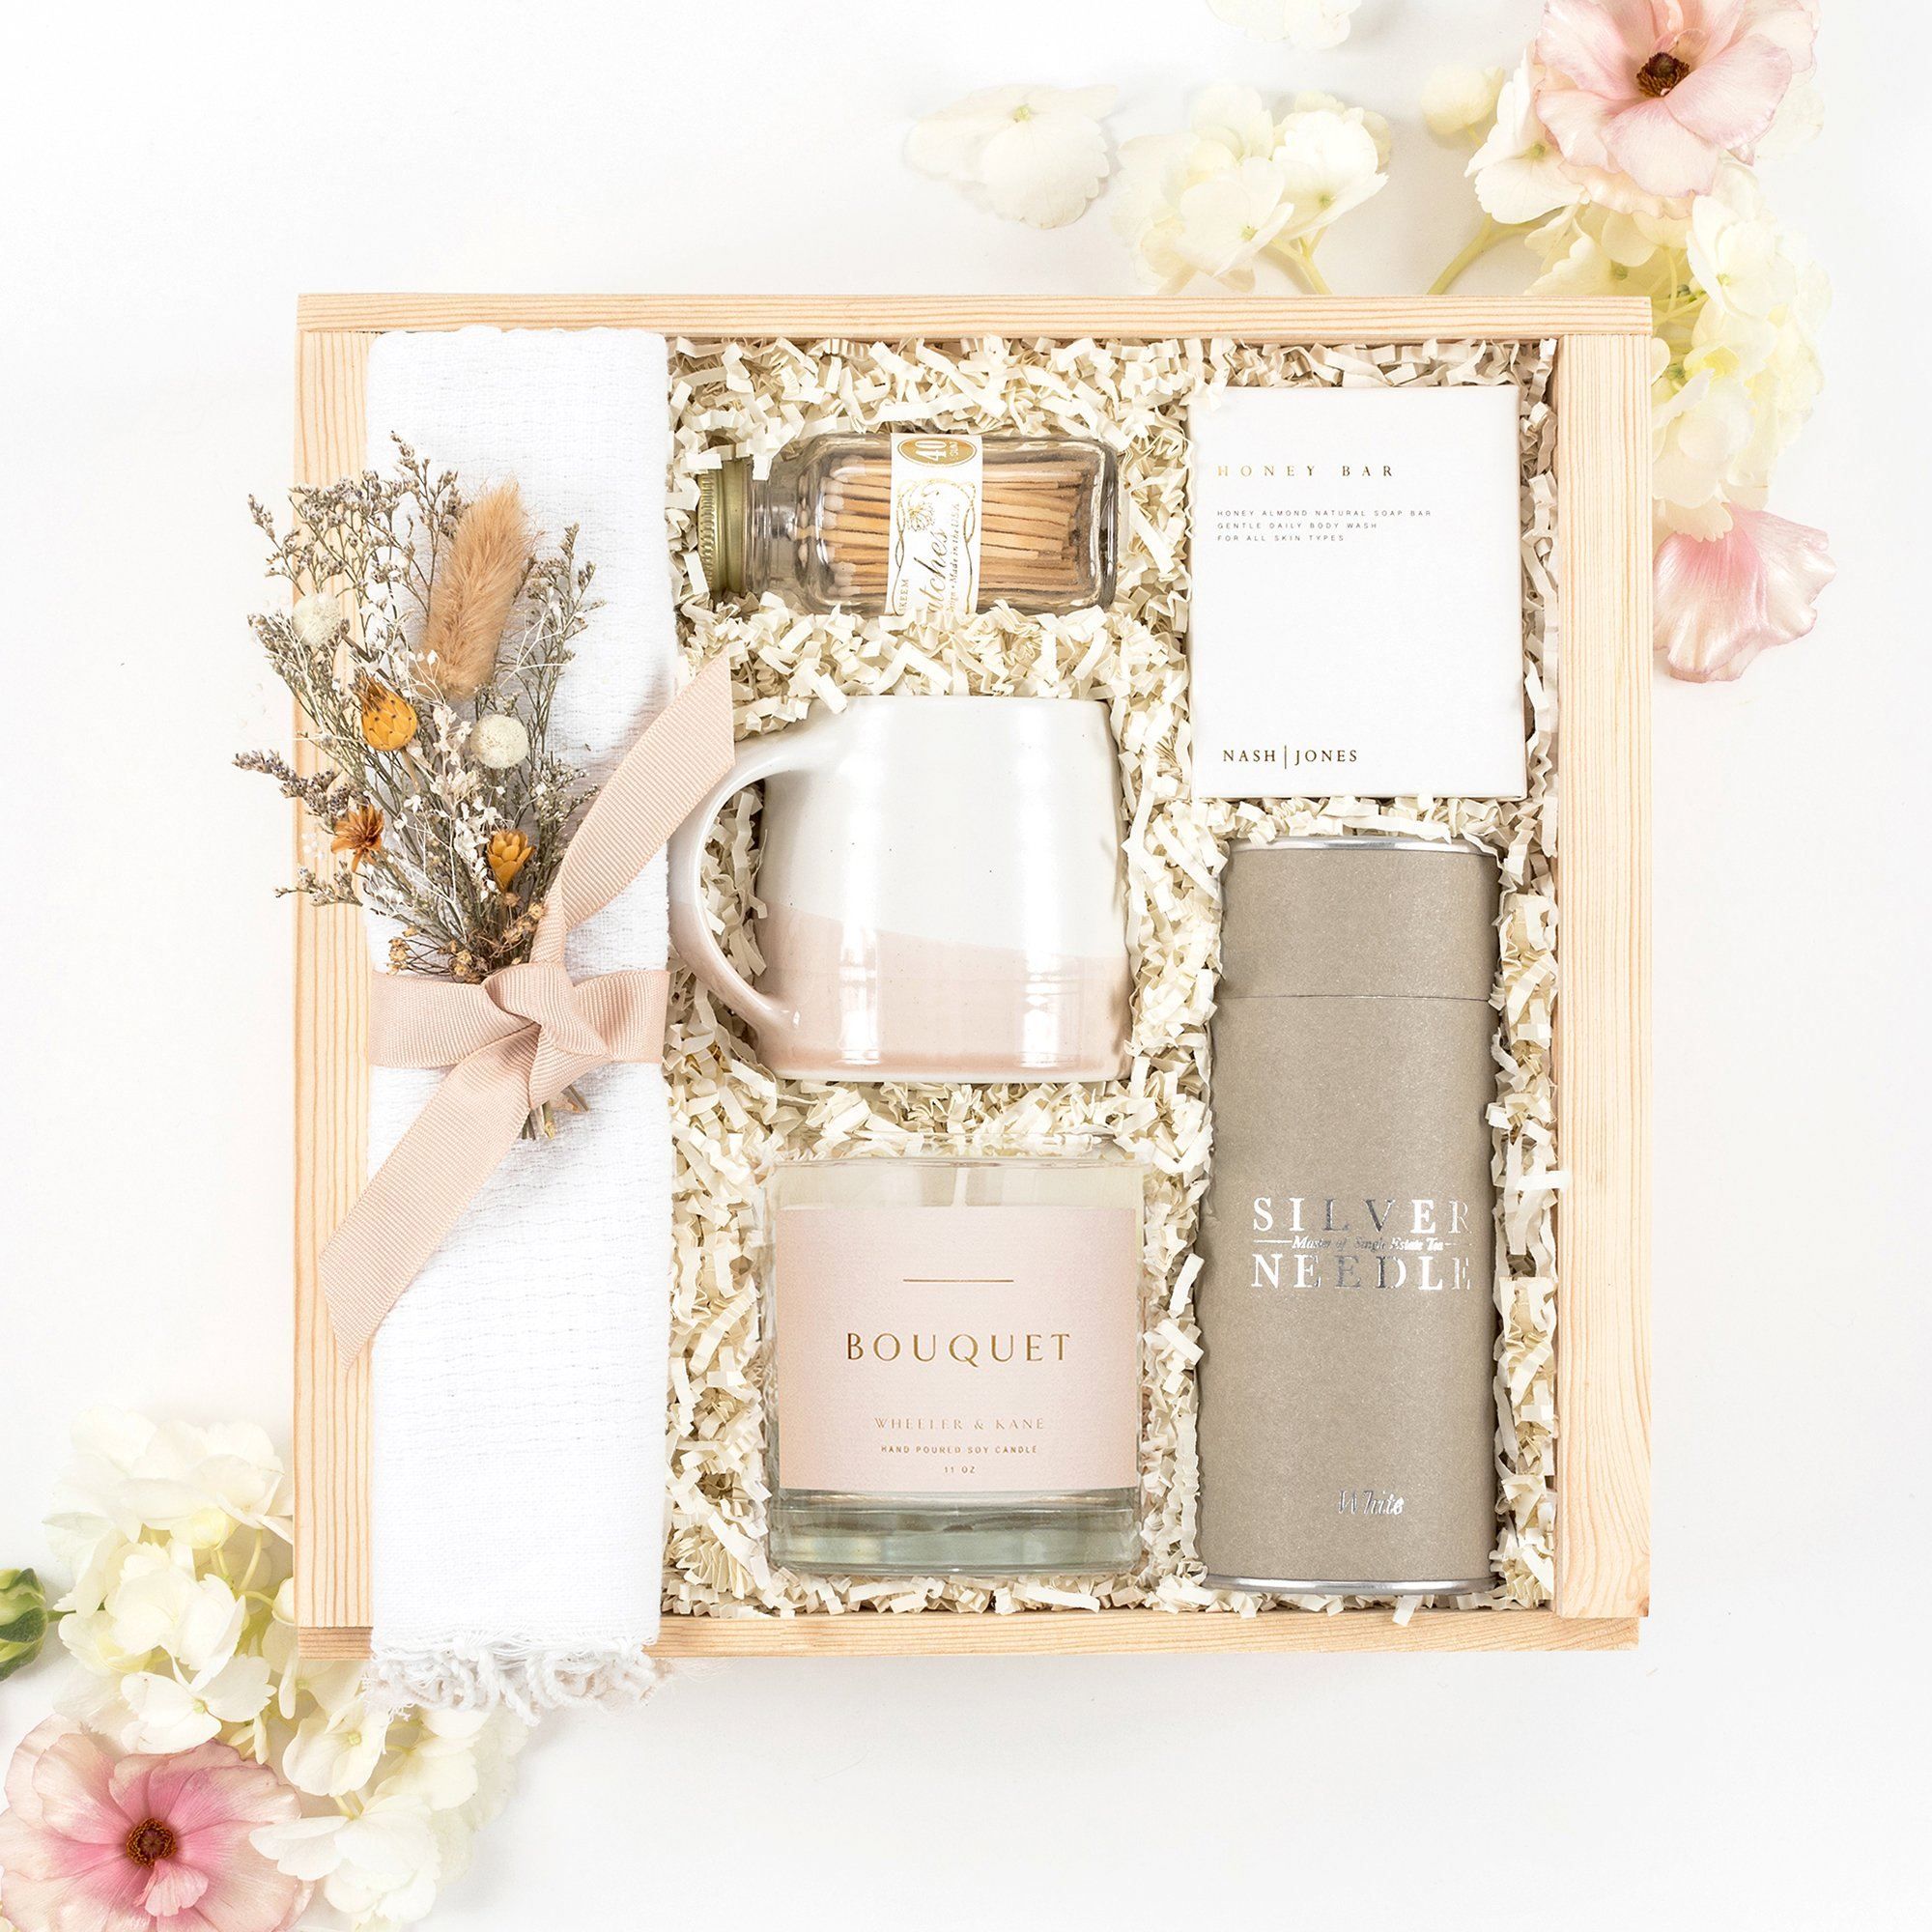 40
SKEEM
HONEY BAR
HONEY ALMOND NATURAL SOAP BAR
GENTLE DAILY BODY WASH
FOR ALL SKIN TYPES
NASH|JONES
SILVER
Master of Single Estate Tea
NEEDLE
White
BOUQUET
WHEELER & KANE
HAND POURED SOY CANDLE
11 OZ